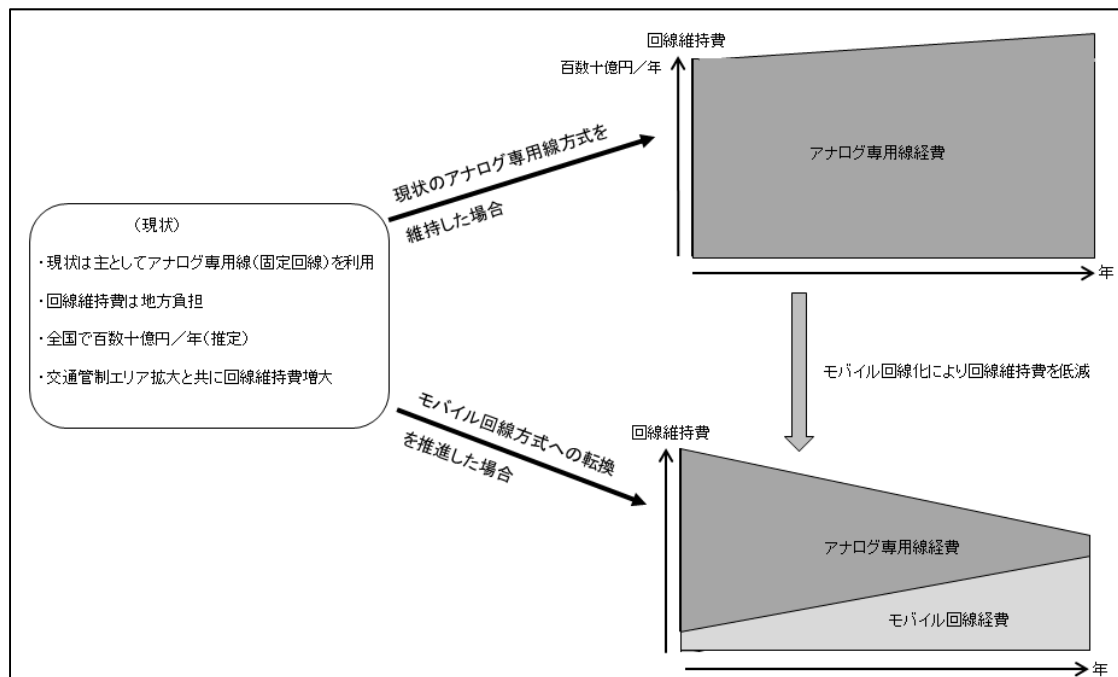 （現状）
・現状は主としてアナログ専用線（固定回線）を利用
・回線維持費は地方負担
・全国で百数十億円／年（推定）
・交通管制エリア拡大と共に回線維持費増大
現状のアナログ専用線方式を
維持した場合
回線維持費
百数十億円／年
アナログ専用線経費
年
モバイル回線化により回線維持費を低減
モバイル回線方式への転換
を推進した場合
回線維持費
アナログ専用線経費
モバイル回線経費
年